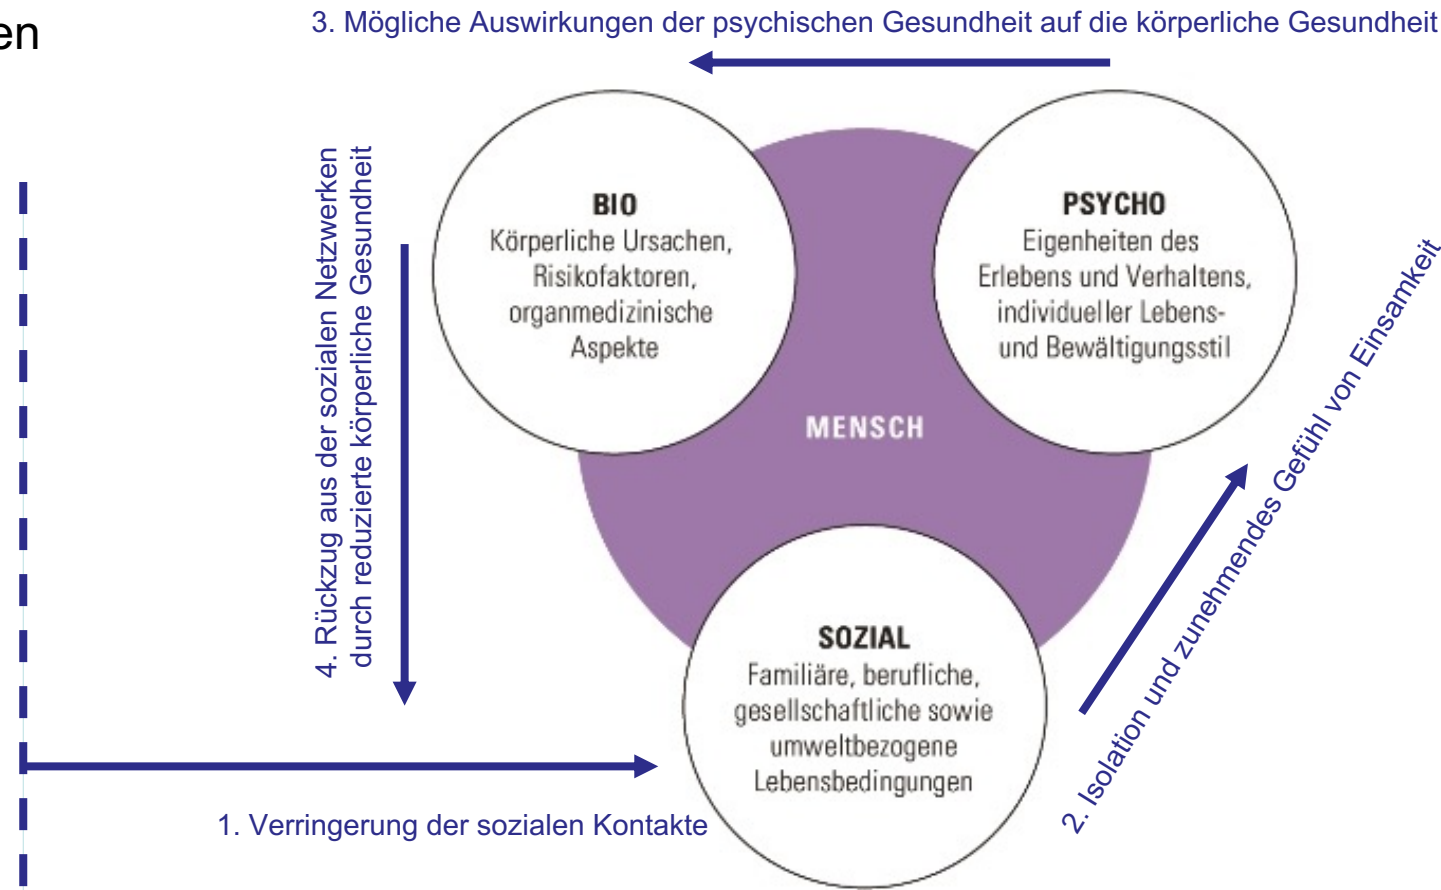 en
3. Mögliche Auswirkungen der psychischen Gesundheit auf die körperliche Gesundheit
4. Rückzug aus der sozialen Netzwerken
durch reduzierte körperliche Gesundheit
BIO
Körperliche Ursachen,
Risikofaktoren,
organmedizinische
Aspekte
PSYCHO
Eigenheiten des
Erlebens und Verhaltens,
individueller Lebens-
und Bewältigungsstil
MENSCH
2. Isolation und zunehmendes Gefühl von Einsamkeit
SOZIAL
Familiäre, berufliche,
gesellschaftliche sowie
umweltbezogene
Lebensbedingungen
1. Verringerung der sozialen Kontakte